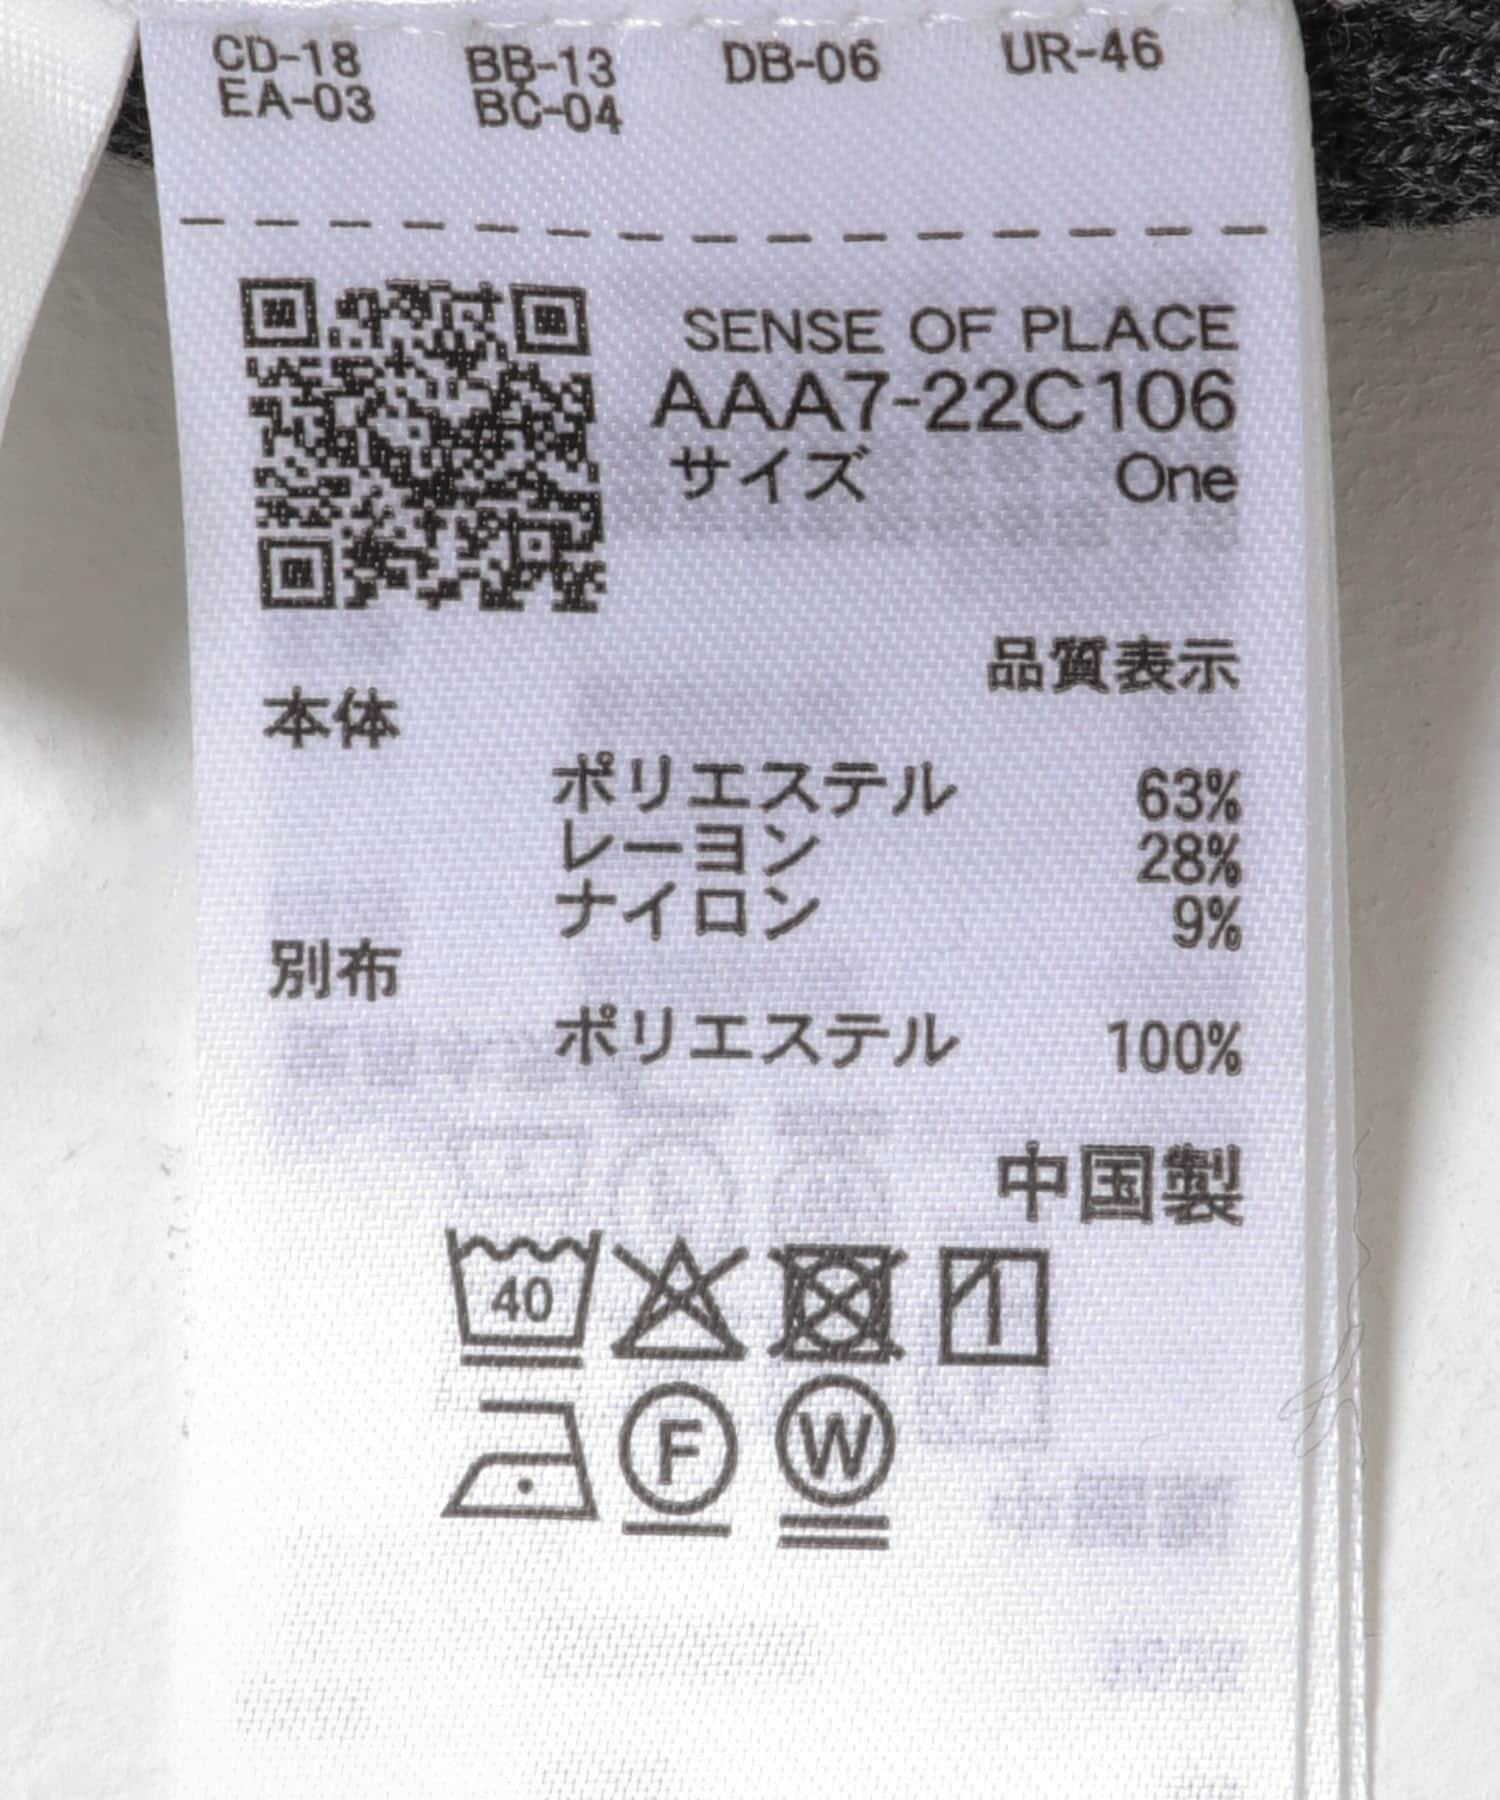 CD-18 BB-13 DB-06 UR-46
EA-03 BC-04
SENSE OF PLACE
AAA7-22C106
サイズ One
品質表示
本体
ポリエステル 63%
レーヨン 28%
ナイロン 9%
別布
ポリエステル 100%
中国製
40
F W